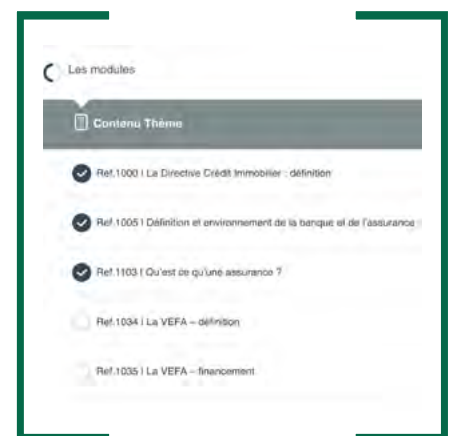 Les modules
Contenu Thème
Ref.1000 I La Directive Crédit Immobilier : définition
Ref.1005 I Définition et environnement de la banque et de l'assurance :
Ref.1103 I Qu'est ce qu'une assurance ?
Ref.1034 I La VEFA – définition
Ref.1035 I La VEFA – financement